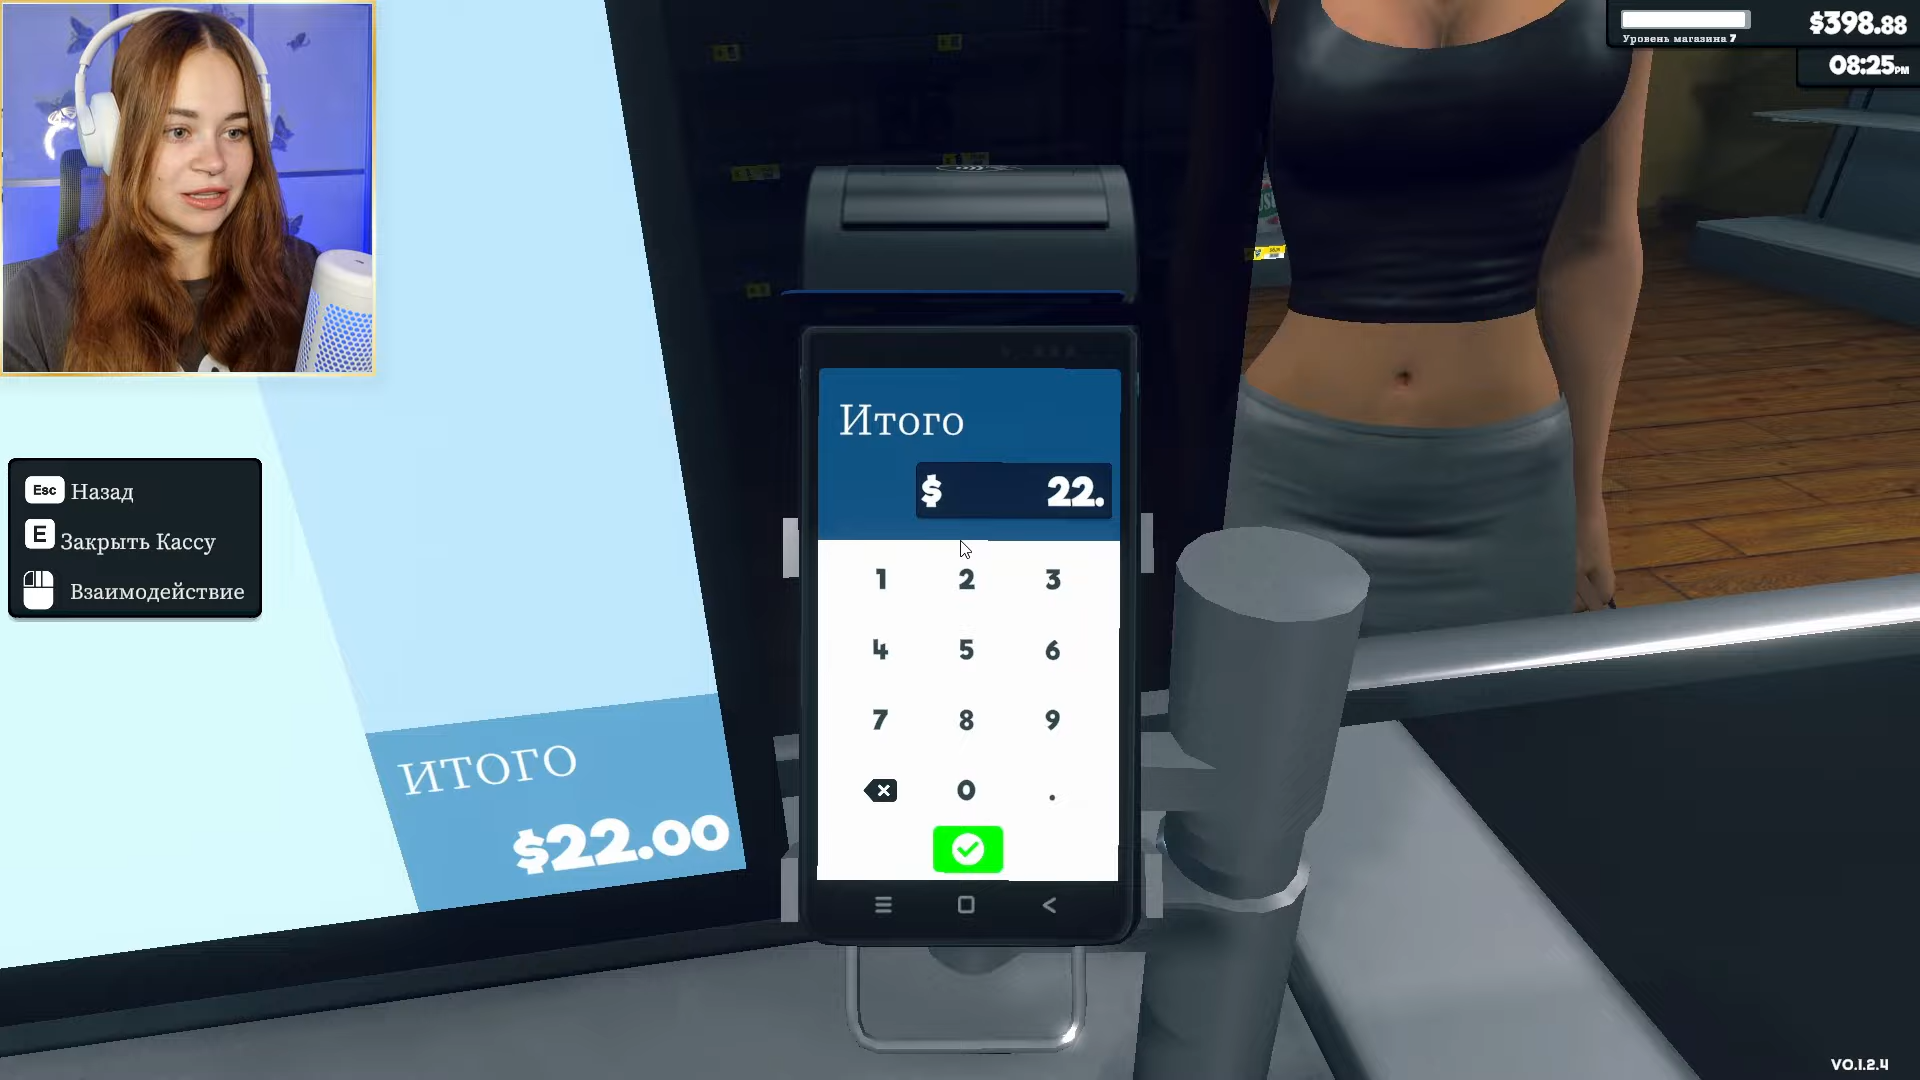 $398.88
Уровень магазина 7
08:25PM
Итого
$ 22.
Esc Назад
E Закрыть Кассу
Взаимодействие
1 2 3
4 5 6
7 8 9
0 .
ИТОГО
$22.00
V0.1.2.4